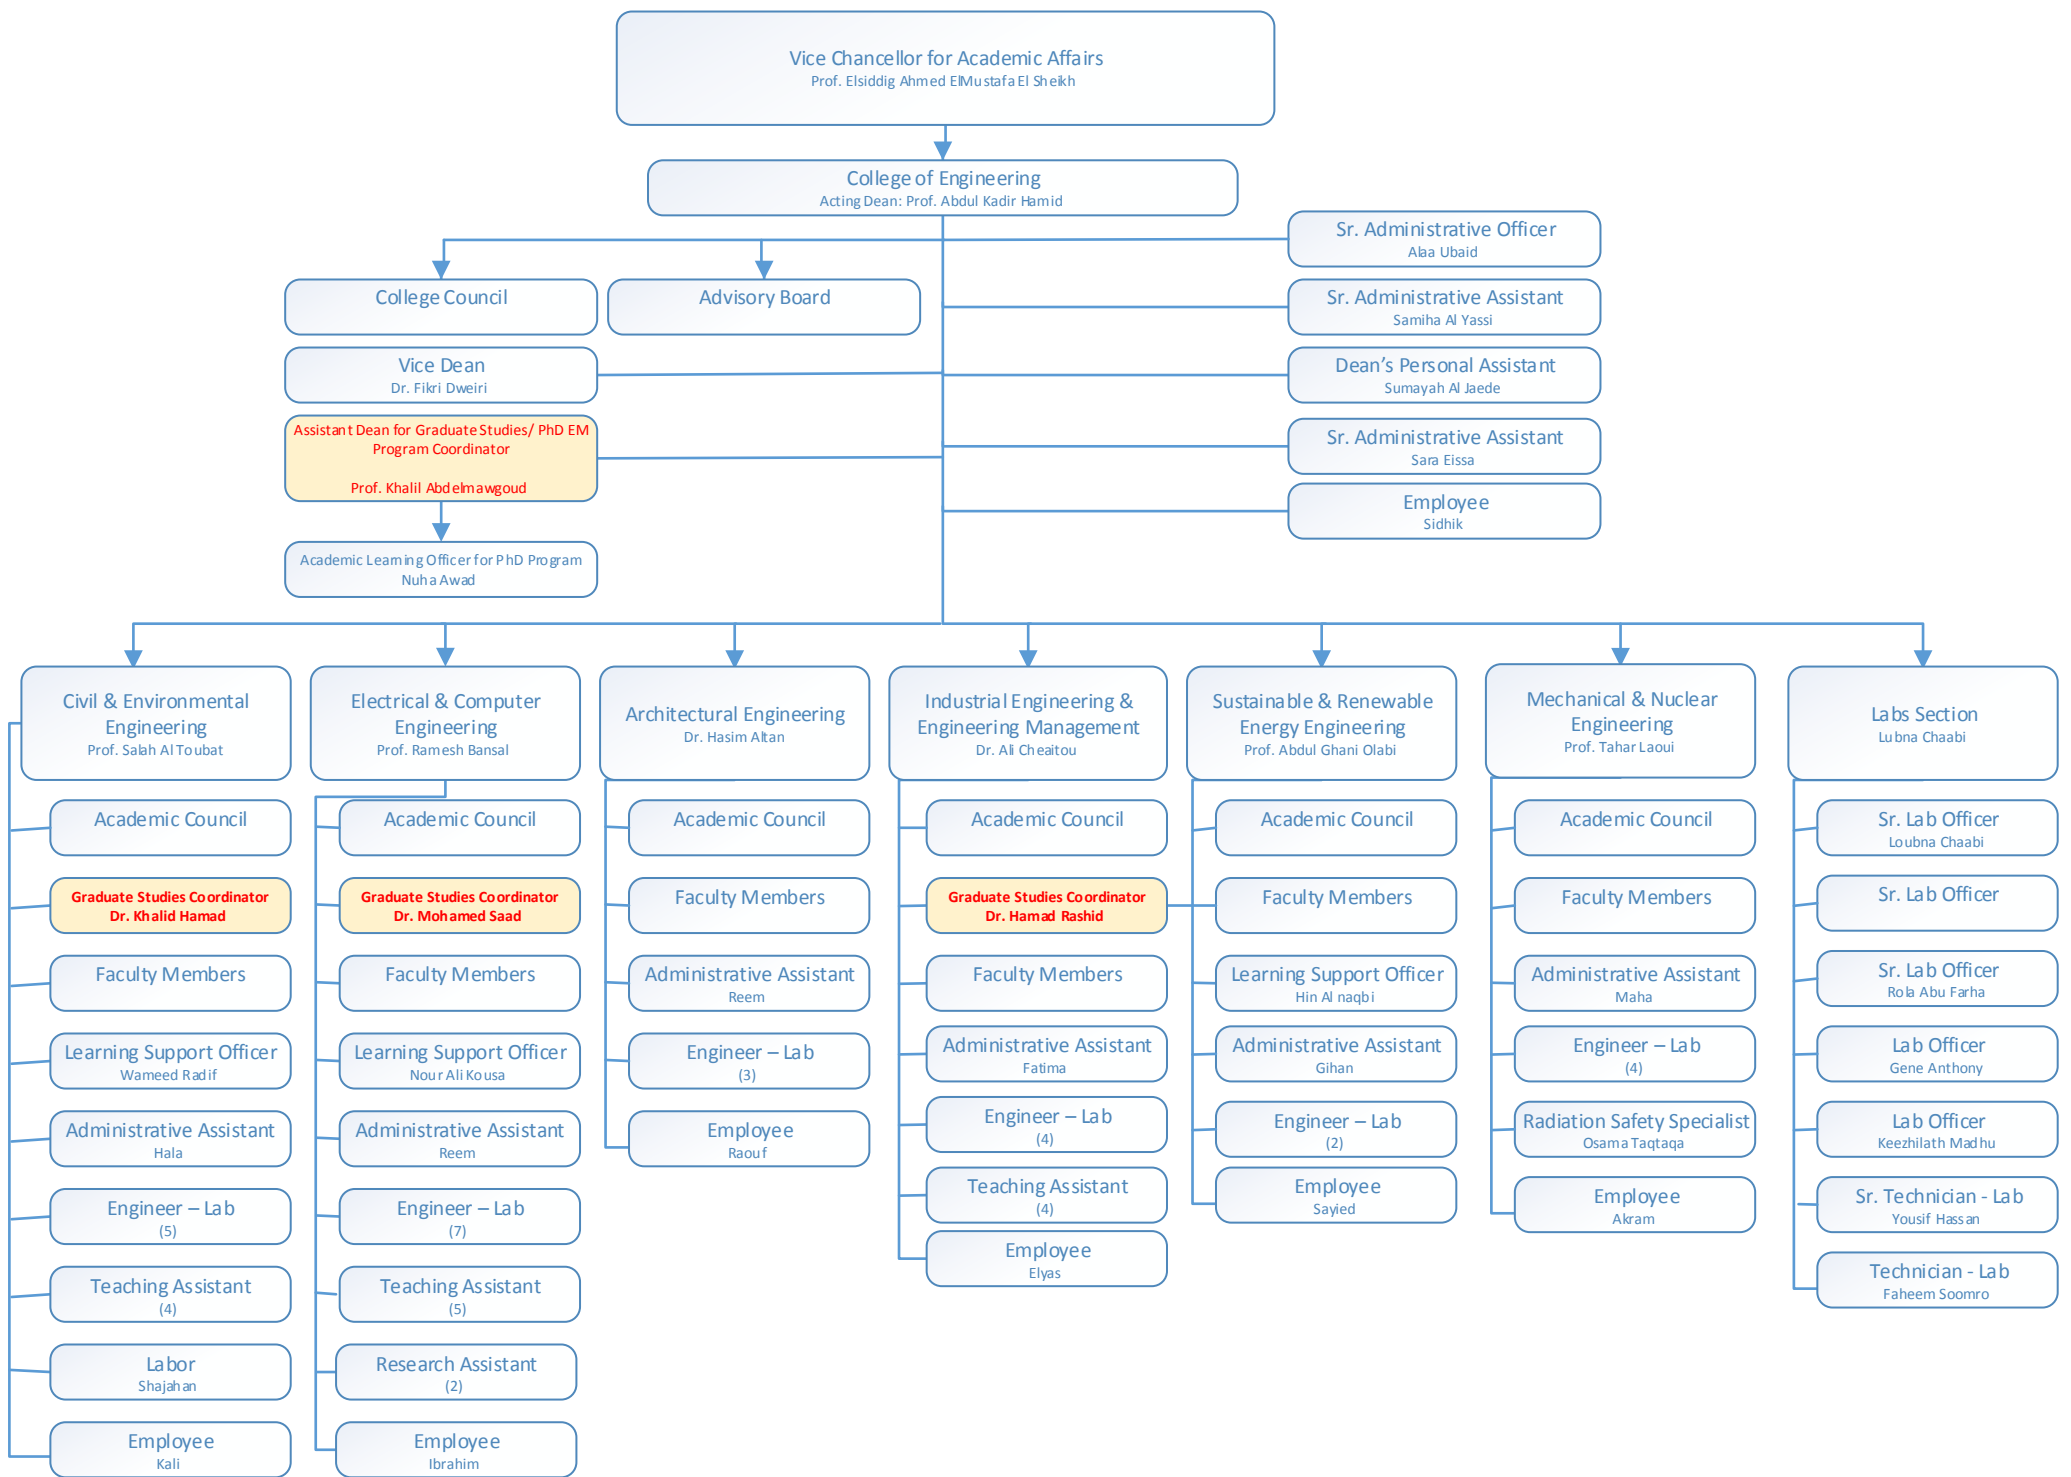 Vice Chancellor for Academic Affairs
Prof. Elsiddig Ahmed ElMustafa El Sheikh
College of Engineering
Acting Dean: Prof. Abdul Kadir Hamid
Sr. Administrative Officer
Alaa Ubaid
College Council
Advisory Board
Sr. Administrative Assistant
Samiha Al Yassi
Vice Dean
Dr. Fikri Dweiri
Dean's Personal Assistant
Sumayah Al Jaede
Assistant Dean for Graduate Studies/ PhD EM
Program Coordinator
Prof. Khalil Abdelmawgoud
Sr. Administrative Assistant
Sara Eissa
Employee
Sidhik
Academic Learning Officer for PhD Program
Nuha Awad
Civil & Environmental
Engineering
Prof. Salah Al Toubat
Academic Council
Graduate Studies Coordinator
Dr. Khalid Hamad
Faculty Members
Learning Support Officer
Wameed Radif
Administrative Assistant
Hala
Engineer – Lab
(5)
Teaching Assistant
(4)
Labor
Shajahan
Employee
Kali
Electrical & Computer
Engineering
Prof. Ramesh Bansal
Academic Council
Graduate Studies Coordinator
Dr. Mohamed Saad
Faculty Members
Learning Support Officer
Nour Ali Kousa
Administrative Assistant
Reem
Engineer – Lab
(7)
Teaching Assistant
(5)
Research Assistant
(2)
Employee
Ibrahim
Architectural Engineering
Dr. Hasim Altan
Academic Council
Faculty Members
Administrative Assistant
Reem
Engineer – Lab
(3)
Employee
Raouf
Industrial Engineering &
Engineering Management
Dr. Ali Cheaitou
Academic Council
Graduate Studies Coordinator
Dr. Hamad Rashid
Faculty Members
Administrative Assistant
Fatima
Engineer – Lab
(4)
Teaching Assistant
(4)
Employee
Elyas
Sustainable & Renewable
Energy Engineering
Prof. Abdul Ghani Olabi
Academic Council
Faculty Members
Learning Support Officer
Hin Al naqbi
Administrative Assistant
Gihan
Engineer – Lab
(2)
Employee
Sayied
Mechanical & Nuclear
Engineering
Prof. Tahar Laoui
Academic Council
Faculty Members
Administrative Assistant
Maha
Engineer – Lab
(4)
Radiation Safety Specialist
Osama Taqtaqa
Employee
Akram
Labs Section
Lubna Chaabi
Sr. Lab Officer
Loubna Chaabi
Sr. Lab Officer
Sr. Lab Officer
Rola Abu Farha
Lab Officer
Gene Anthony
Lab Officer
Keezhilath Madhu
Sr. Technician - Lab
Yousif Hassan
Technician - Lab
Faheem Soomro